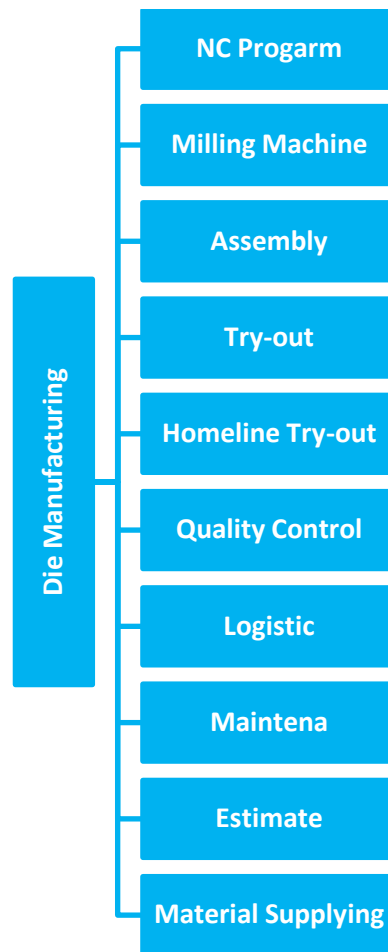 NC Progarm
Milling Machine
Assembly
Try-out
Homeline Try-out
Die Manufacturing
Quality Control
Logistic
Maintena
Estimate
Material Supplying